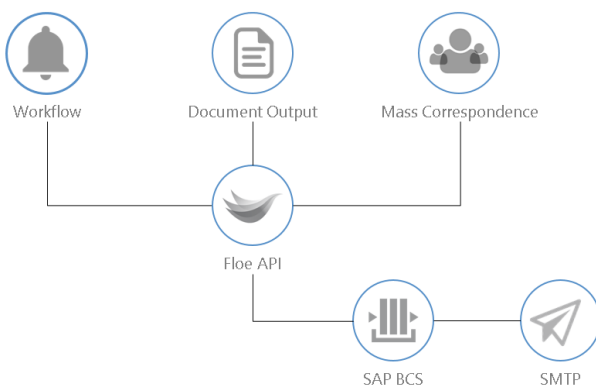 Workflow
Document Output
Mass Correspondence
Floe API
SAP BCS
SMTP